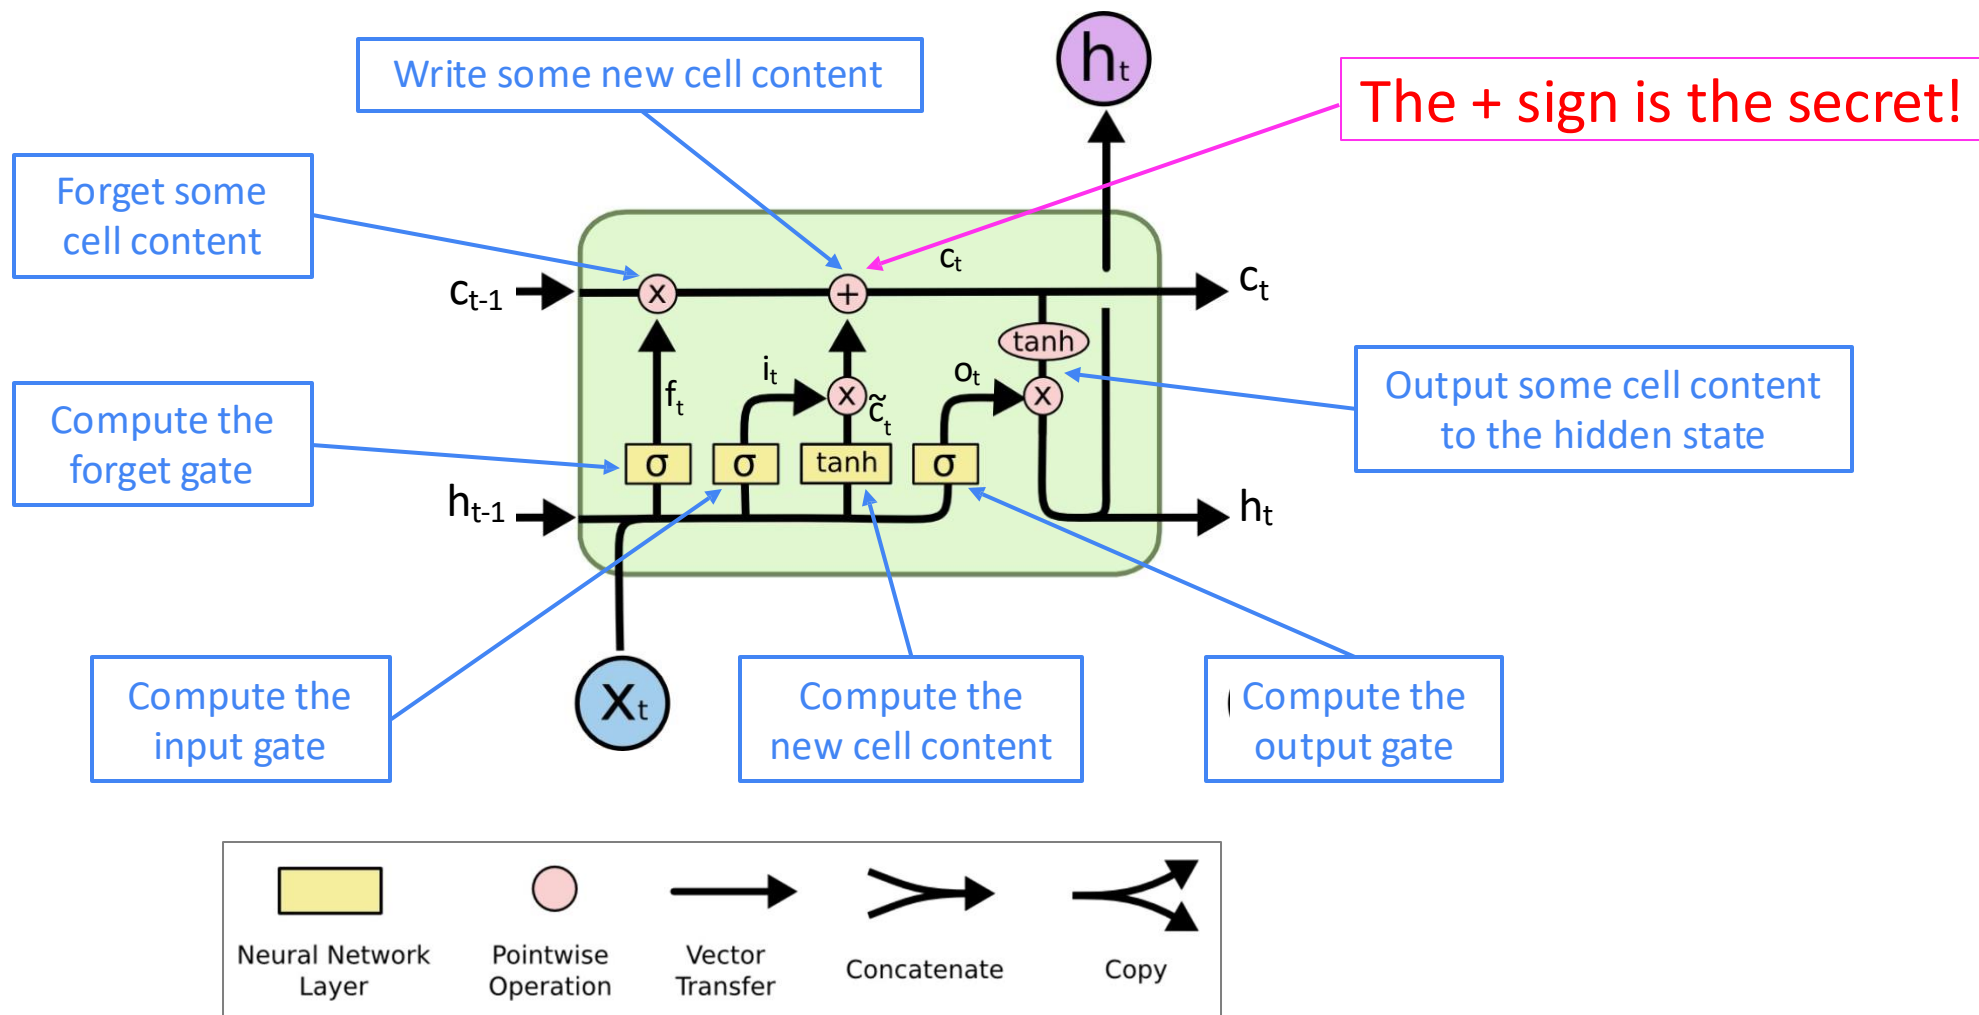 Write some new cell content
hₜ
The + sign is the secret!
Forget some
cell content
cₜ
cₜ₋₁
x
+
cₜ
tanh
iₜ
oₜ
fₜ
x
c̃ₜ
x
Output some cell content
to the hidden state
Compute the
forget gate
σ
σ
tanh
σ
hₜ₋₁
hₜ
Compute the
input gate
Xₜ
Compute the
new cell content
Compute the
output gate
Neural Network
Layer
Pointwise
Operation
Vector
Transfer
Concatenate
Copy